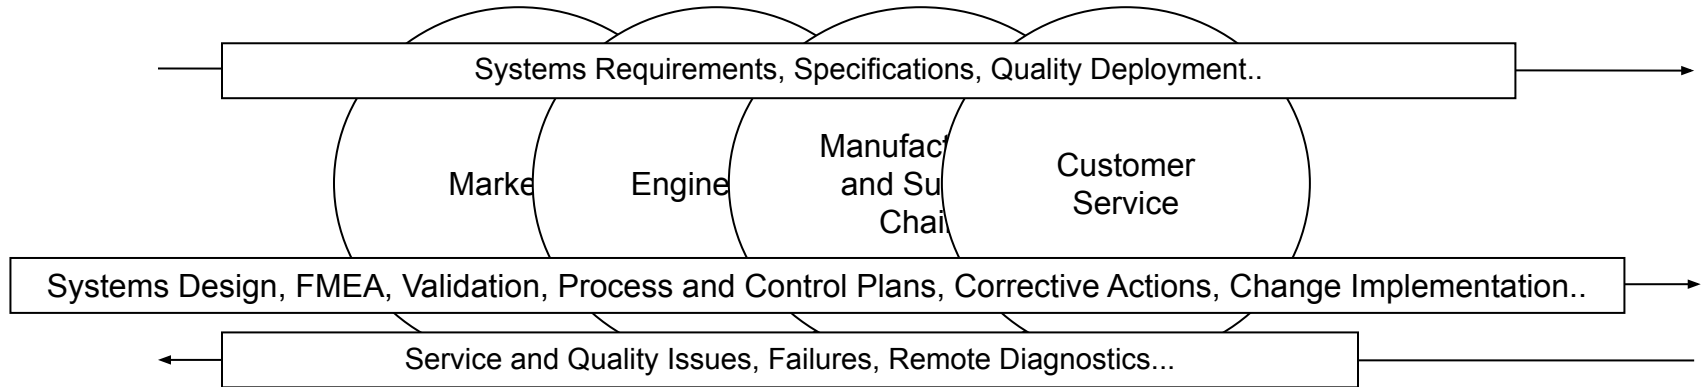 Systems Requirements, Specifications, Quality Deployment..
Marke
Engine
Manufac
and Su
Chai
Customer
Service
Systems Design, FMEA, Validation, Process and Control Plans, Corrective Actions, Change Implementation..
Service and Quality Issues, Failures, Remote Diagnostics...